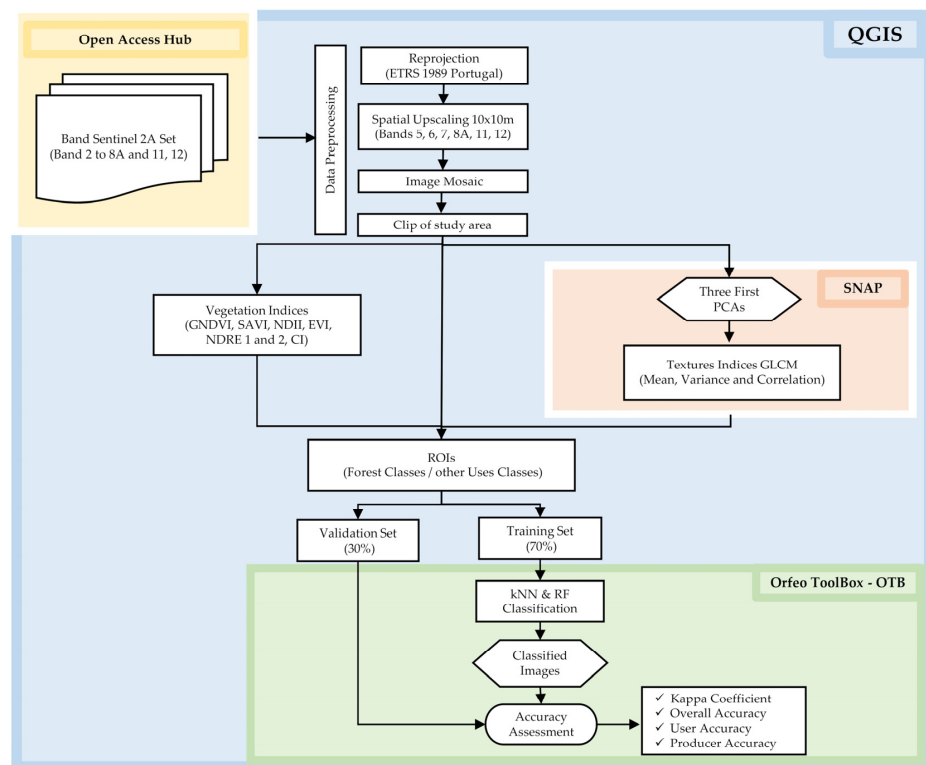 Open Access Hub
QGIS
Band Sentinel 2A Set
(Band 2 to 8A and 11, 12)
Data Preprocessing
Reprojection
(ETRS 1989 Portugal)
Spatial Upscaling 10x10m
(Bands 5, 6, 7, 8A, 11, 12)
Image Mosaic
Clip of study area
Vegetation Indices
(GNDVI, SAVI, NDII, EVI,
NDRE 1 and 2, CI)
SNAP
Three First
PCAs
Textures Indices GLCM
(Mean, Variance and Correlation)
ROIs
(Forest Classes / other Uses Classes)
Validation Set
(30%)
Training Set
(70%)
Orfeo ToolBox - OTB
kNN & RF
Classification
Classified
Images
Accuracy
Assessment
✓ Kappa Coefficient
✓ Overall Accuracy
✓ User Accuracy
✓ Producer Accuracy